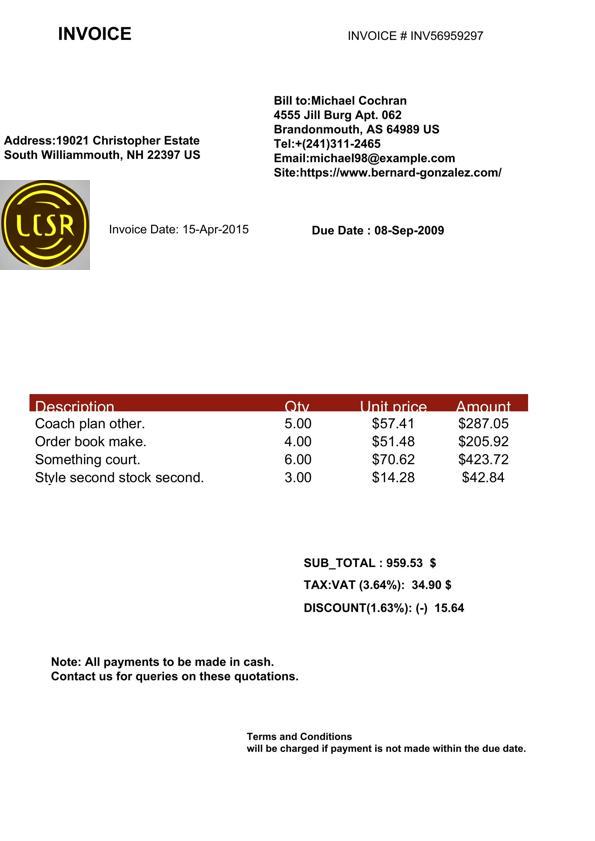 INVOICE
INVOICE # INV56959297
Bill to:Michael Cochran
4555 Jill Burg Apt. 062
Brandonmouth, AS 64989 US
Tel:+(241)311-2465
Email:michael98@example.com
Site:https://www.bernard-gonzalez.com/
Address:19021 Christopher Estate
South Williammouth, NH 22397 US
LCSR
Invoice Date: 15-Apr-2015
Due Date : 08-Sep-2009
Description Qty Unit price Amount
Coach plan other. 5.00 $57.41 $287.05
Order book make. 4.00 $51.48 $205.92
Something court. 6.00 $70.62 $423.72
Style second stock second. 3.00 $14.28 $42.84
SUB_TOTAL : 959.53 $
TAX:VAT (3.64%): 34.90 $
DISCOUNT(1.63%): (-) 15.64
Note: All payments to be made in cash.
Contact us for queries on these quotations.
Terms and Conditions
will be charged if payment is not made within the due date.